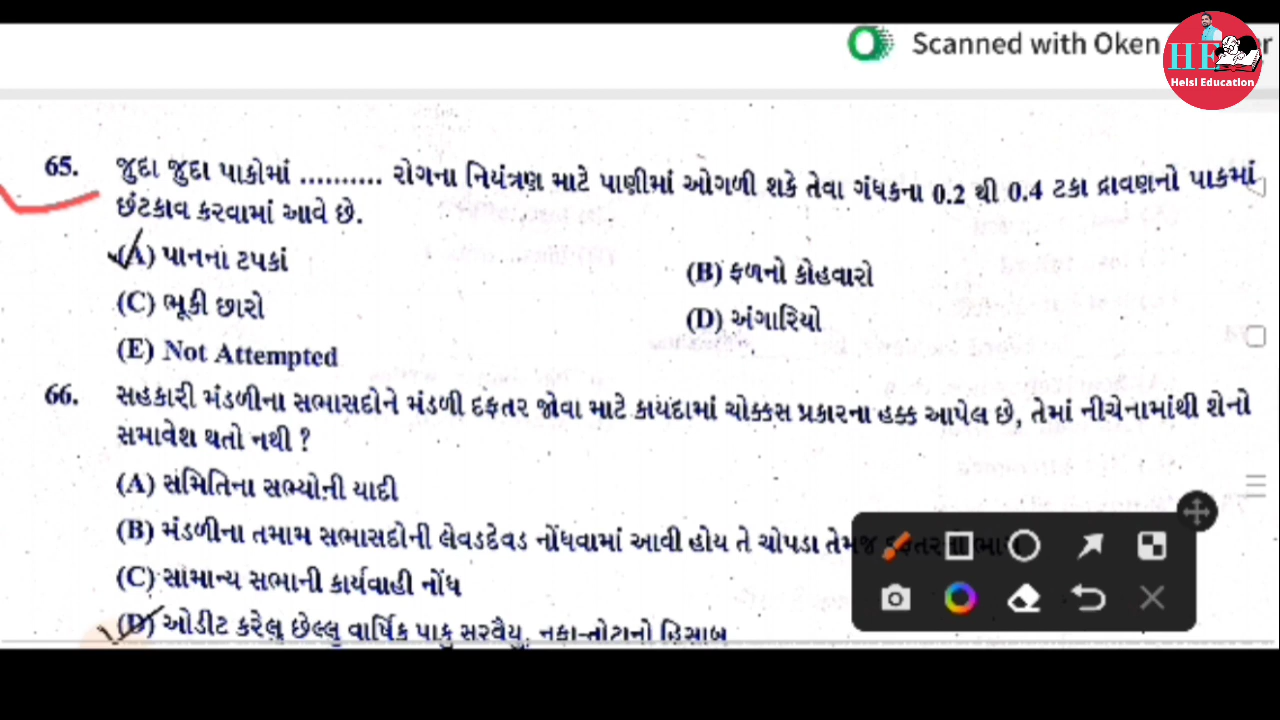 Scanned with Oken
HE
Helsl Education
65. જુદા જુદા પાકોમાં .......... રોગના નિયંત્રણ માટે પાણીમાં ઓગળી શકે તેવા ગંધકના 0.2 થી 0.4 ટકા દ્રાવણનો પાકમાં
છંટકાવ કરવામાં આવે છે.
(A) પાનના ટપકાં
(B) ફળનો કોહવારો
(C) ભૂકી છારો
(D) અંગારિયો
(E) Not Attempted
66. સહકારી મંડળીના સભાસદોને મંડળી દફતર જોવા માટે કાયદામાં ચોક્કસ પ્રકારના હક્ક આપેલ છે, તેમાં નીચેનામાંથી શેનો
સમાવેશ થતો નથી ?
(A) સંમિતિના સભ્યોની યાદી
(B) મંડળીના તમામ સભાસદોની લેવડદેવડ નોંધવામાં આવી હોય તે ચોપડા તેમજ દફતરનો ભાગ
(C) સામાન્ય સભાની કાર્યવાહી નોંધ
(D) ઓડીટ કરેલુ છેલ્લુ વાર્ષિક પાકુ સરવૈયુ, નફા-તોટાનો હિસાબ